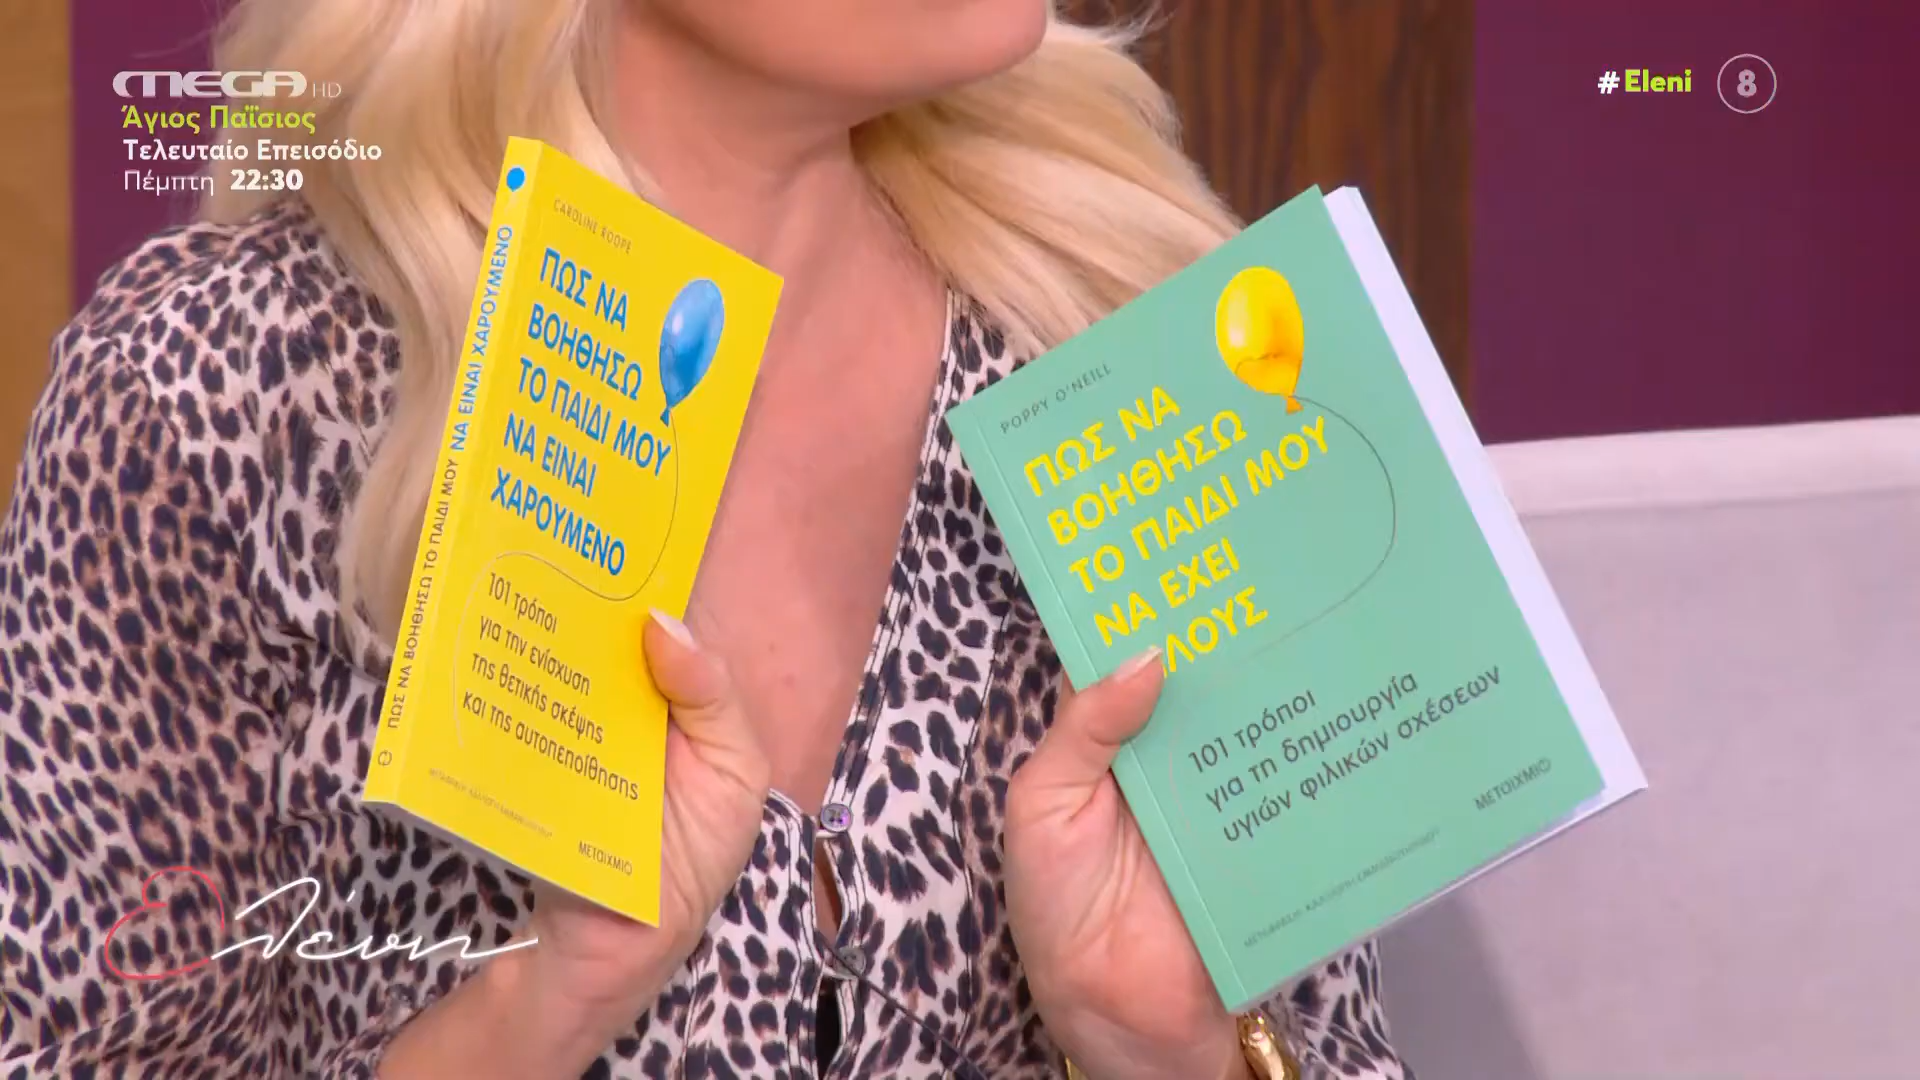 MEGA HD
Άγιος Παΐσιος
Τελευταίο Επεισόδιο
Πέμπτη 22:30
#Eleni 8
ΠΩΣ ΝΑ ΒΟΗΘΗΣΩ ΤΟ ΠΑΙΔΙ ΜΟΥ ΝΑ ΕΙΝΑΙ ΧΑΡΟΥΜΕΝΟ
CAROLINE ROOPE
ΠΩΣ ΝΑ
ΒΟΗΘΗΣΩ
ΤΟ ΠΑΙΔΙ ΜΟΥ
ΝΑ ΕΙΝΑΙ
ΧΑΡΟΥΜΕΝΟ
101 τρόποι
για την ενίσχυση
της θετικής σκέψης
και της αυτοπεποίθησης
ΜΕΤΑΙΧΜΙΟ
POPPY O'NEILL
ΠΩΣ ΝΑ
ΒΟΗΘΗΣΩ
ΤΟ ΠΑΙΔΙ ΜΟΥ
ΝΑ ΕΧΕΙ
ΛΟΥΣ
101 τρόποι
για τη δημιουργία
υγιών φιλικών σχέσεων
ΜΕΤΑΙΧΜΙΟ
Ελένη